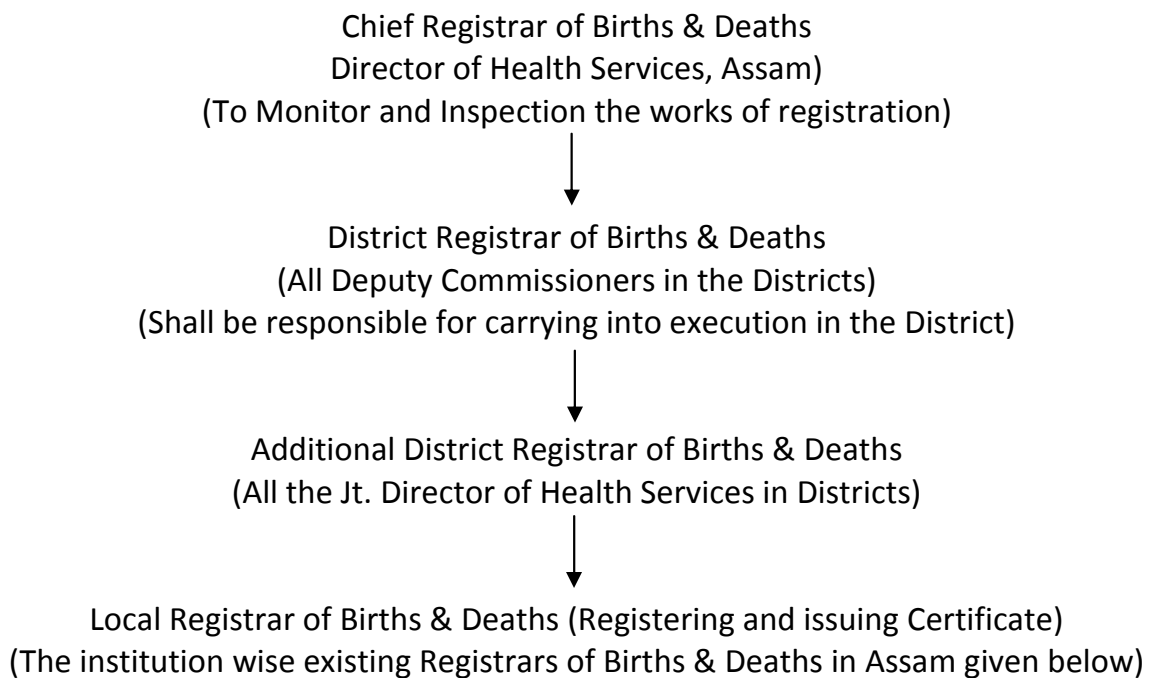 Chief Registrar of Births & Deaths
Director of Health Services, Assam)
(To Monitor and Inspection the works of registration)
District Registrar of Births & Deaths
(All Deputy Commissioners in the Districts)
(Shall be responsible for carrying into execution in the District)
Additional District Registrar of Births & Deaths
(All the Jt. Director of Health Services in Districts)
Local Registrar of Births & Deaths (Registering and issuing Certificate)
(The institution wise existing Registrars of Births & Deaths in Assam given below)